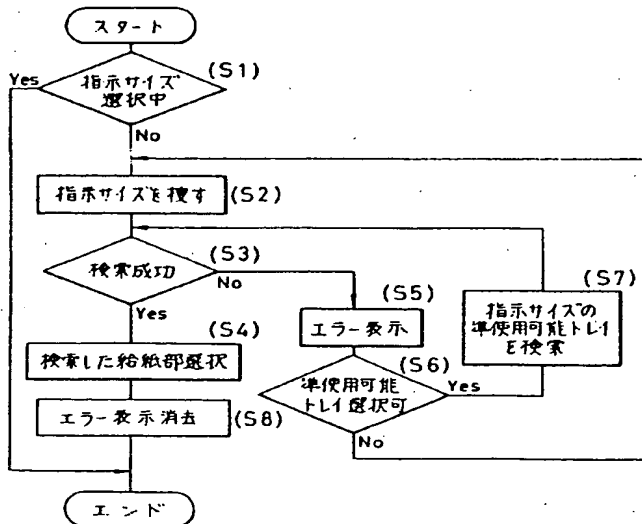 スタート
(S1)
Yes
指示サイズ
選択中
No
指示サイズを捜す
(S2)
(S3)
検索成功
No
Yes
(S4)
検索した給紙部選択
エラー表示消去
(S8)
エンド
(S5)
エラー表示
(S6)
準使用可能
トレイ選択可
Yes
No
(S7)
指示サイズの
準使用可能トレイ
を検索